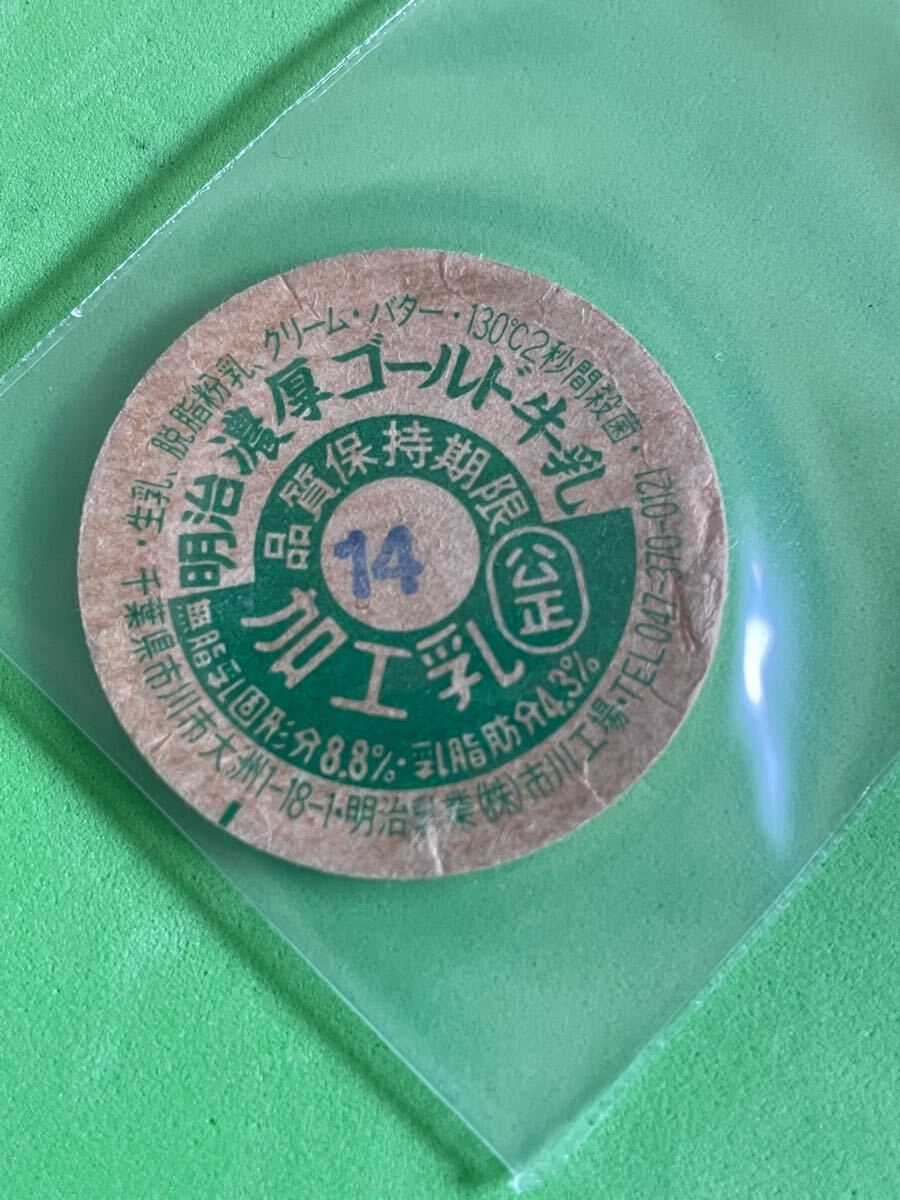 ・生乳、脱脂粉乳、クリーム・バター・130℃2秒間殺菌・
明治濃厚ゴールド牛乳
品質保持期限
14
公正
加工乳
無脂乳固形分8.8%・乳脂肪分4.3%
千葉県市川市大洲1-18-1・明治乳業(株)市川工場・TEL047-370-0121